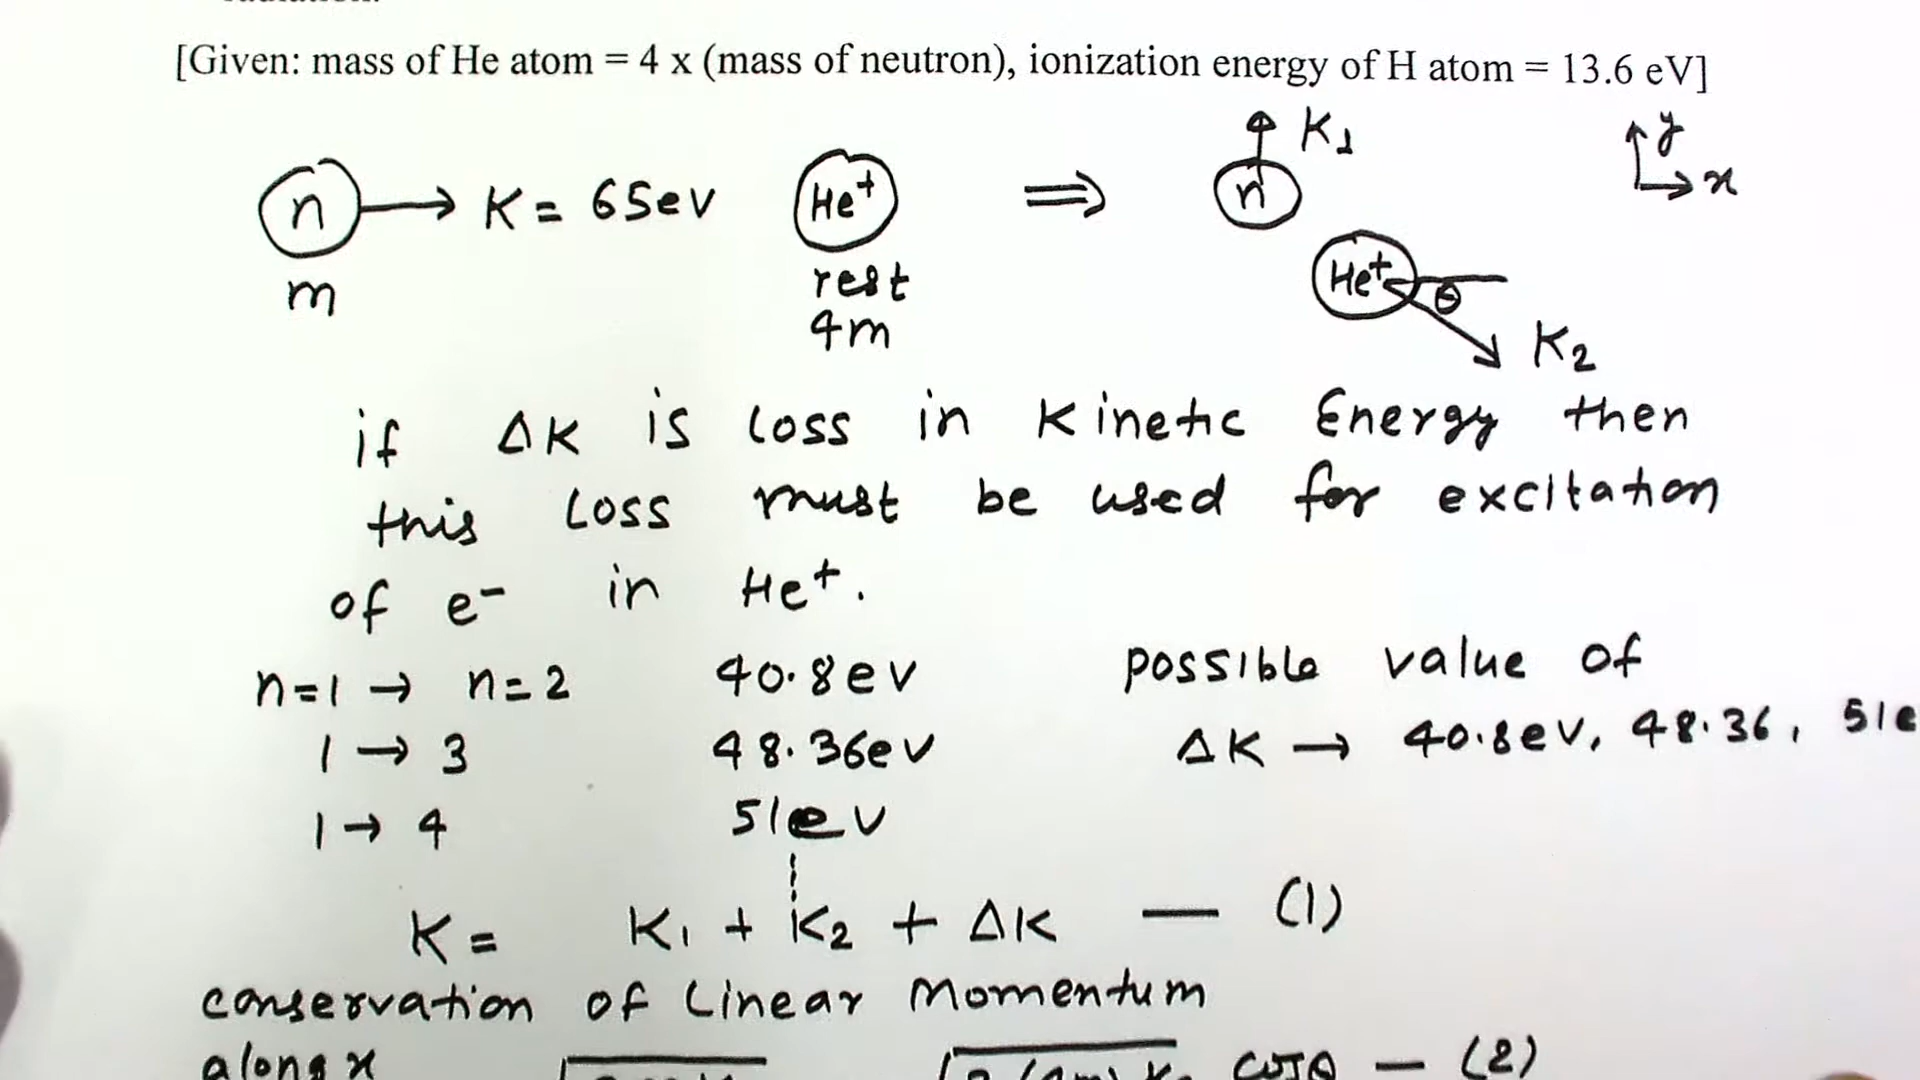 [Given: mass of He atom = 4 x (mass of neutron), ionization energy of H atom = 13.6 eV]
n → K = 65ev He+ ⇒ n K1 y x
m rest He+ θ
4m K2
if ΔK is loss in Kinetic Energy then
this loss must be used for excitation
of e- in He+.
n=1 → n=2 40.8ev possible value of
1 → 3 48.36ev ΔK → 40.8ev, 48.36, 51e
1 → 4 51ev
K = K1 + K2 + ΔK — (1)
conservation of Linear Momentum
along x cosθ — (2)